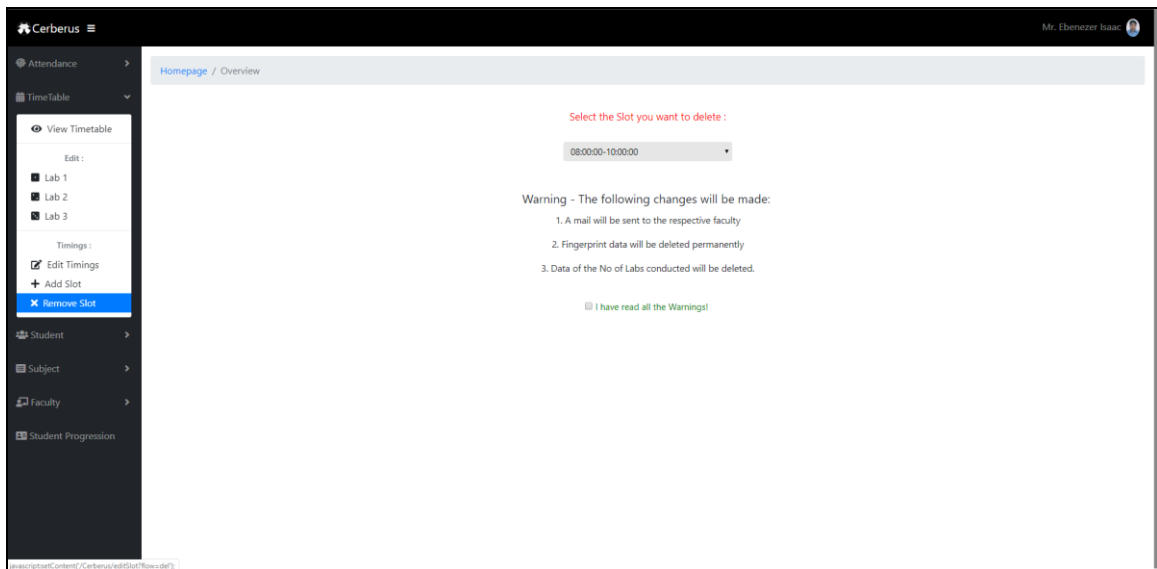 Cerberus
Mr. Ebenezer Isaac
Attendance
TimeTable
View Timetable
Edit :
Lab 1
Lab 2
Lab 3
Timings :
Edit Timings
Add Slot
Remove Slot
Student
Subject
Faculty
Student Progression
Homepage / Overview
Select the Slot you want to delete :
08:00:00-10:00:00
Warning - The following changes will be made:
1. A mail will be sent to the respective faculty
2. Fingerprint data will be deleted permanently
3. Data of the No of Labs conducted will be deleted.
I have read all the Warnings!
javascript:setContent('/Cerberus/editSlot?flow=del');